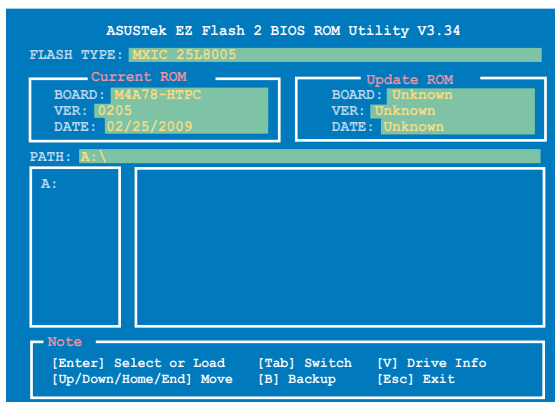 ASUSTek EZ Flash 2 BIOS ROM Utility V3.34
FLASH TYPE: MXIC 25L8005
Current ROM
BOARD: M4A78-HTPC
VER: 0205
DATE: 02/25/2009
Update ROM
BOARD: Unknown
VER: Unknown
DATE: Unknown
PATH: A:\
A:
Note
[Enter] Select or Load [Tab] Switch [V] Drive Info
[Up/Down/Home/End] Move [B] Backup [Esc] Exit